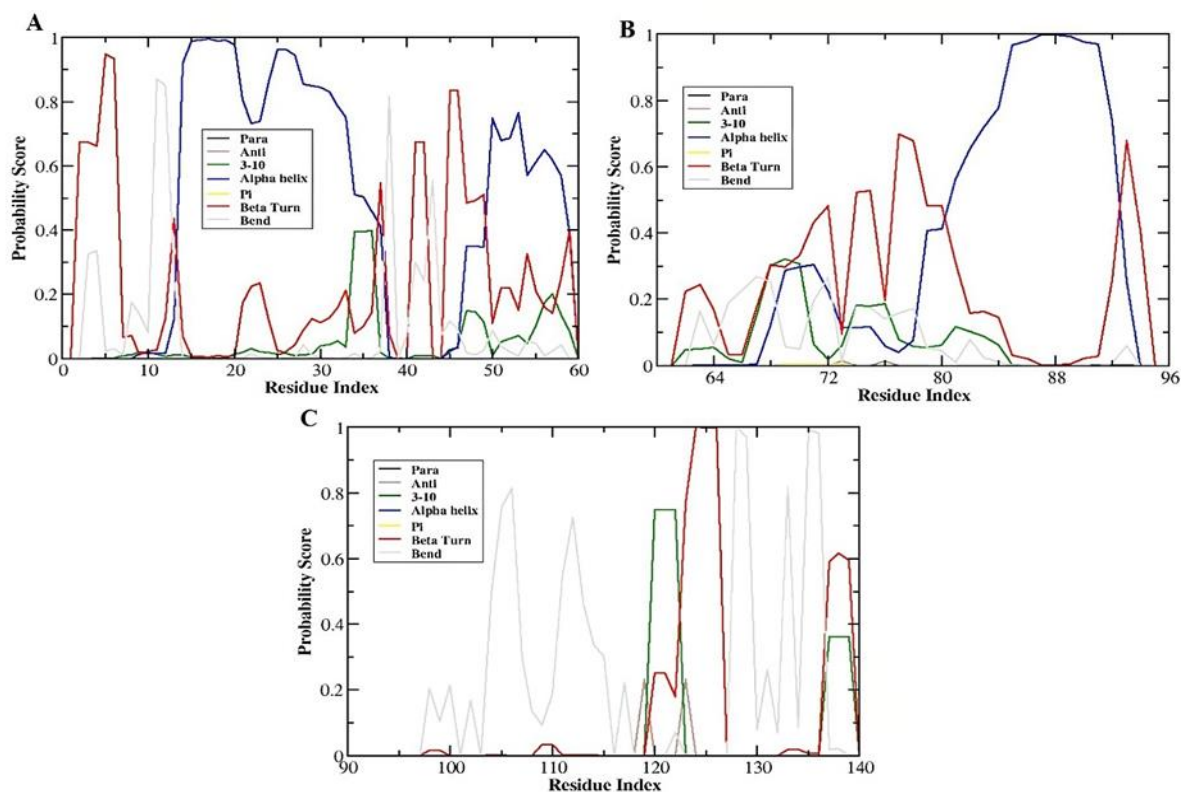 A
Probability Score
1
0.8
0.6
0.4
0.2
0
Para
Anti
3-10
Alpha helix
Pi
Beta Turn
Bend
0 10 20 30 40 50 60
Residue Index
B
Probability Score
1
0.8
0.6
0.4
0.2
0
Para
Anti
3-10
Alpha helix
Pi
Beta Turn
Bend
64 72 80 88 96
Residue Index
C
Probability Score
1
0.8
0.6
0.4
0.2
0
Para
Anti
3-10
Alpha helix
Pi
Beta Turn
Bend
90 100 110 120 130 140
Residue Index